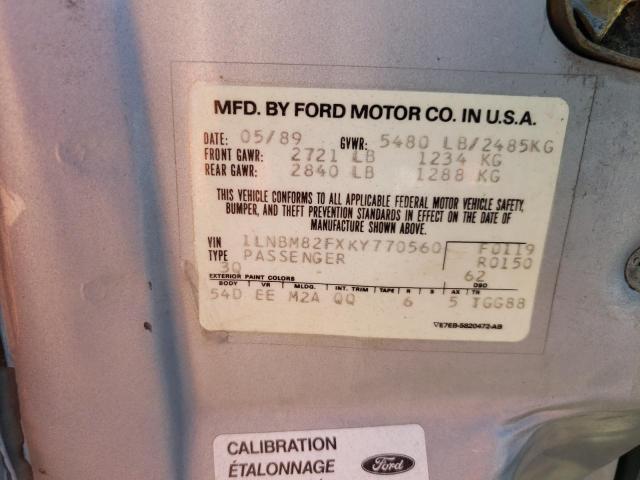 MFD. BY FORD MOTOR CO. IN U.S.A.
DATE: 05/89 GVWR: 5480 LB/2485KG
FRONT GAWR: 2721 LB 1234 KG
REAR GAWR: 2840 LB 1288 KG
THIS VEHICLE CONFORMS TO ALL APPLICABLE FEDERAL MOTOR VEHICLE SAFETY,
BUMPER, AND THEFT PREVENTION STANDARDS IN EFFECT ON THE DATE OF
MANUFACTURE SHOWN ABOVE.
VIN 1LNBM82FXKY770560 F0119
TYPE PASSENGER R0150
3Q 62
EXTERIOR PAINT COLORS DSO
BODY VR MLDG. INT. TRIM TAPE R S AX TR
54D EE M2A QQ 6 5 TGG88
E7EB-5820472-AB
CALIBRATION
ÉTALONNAGE
Ford